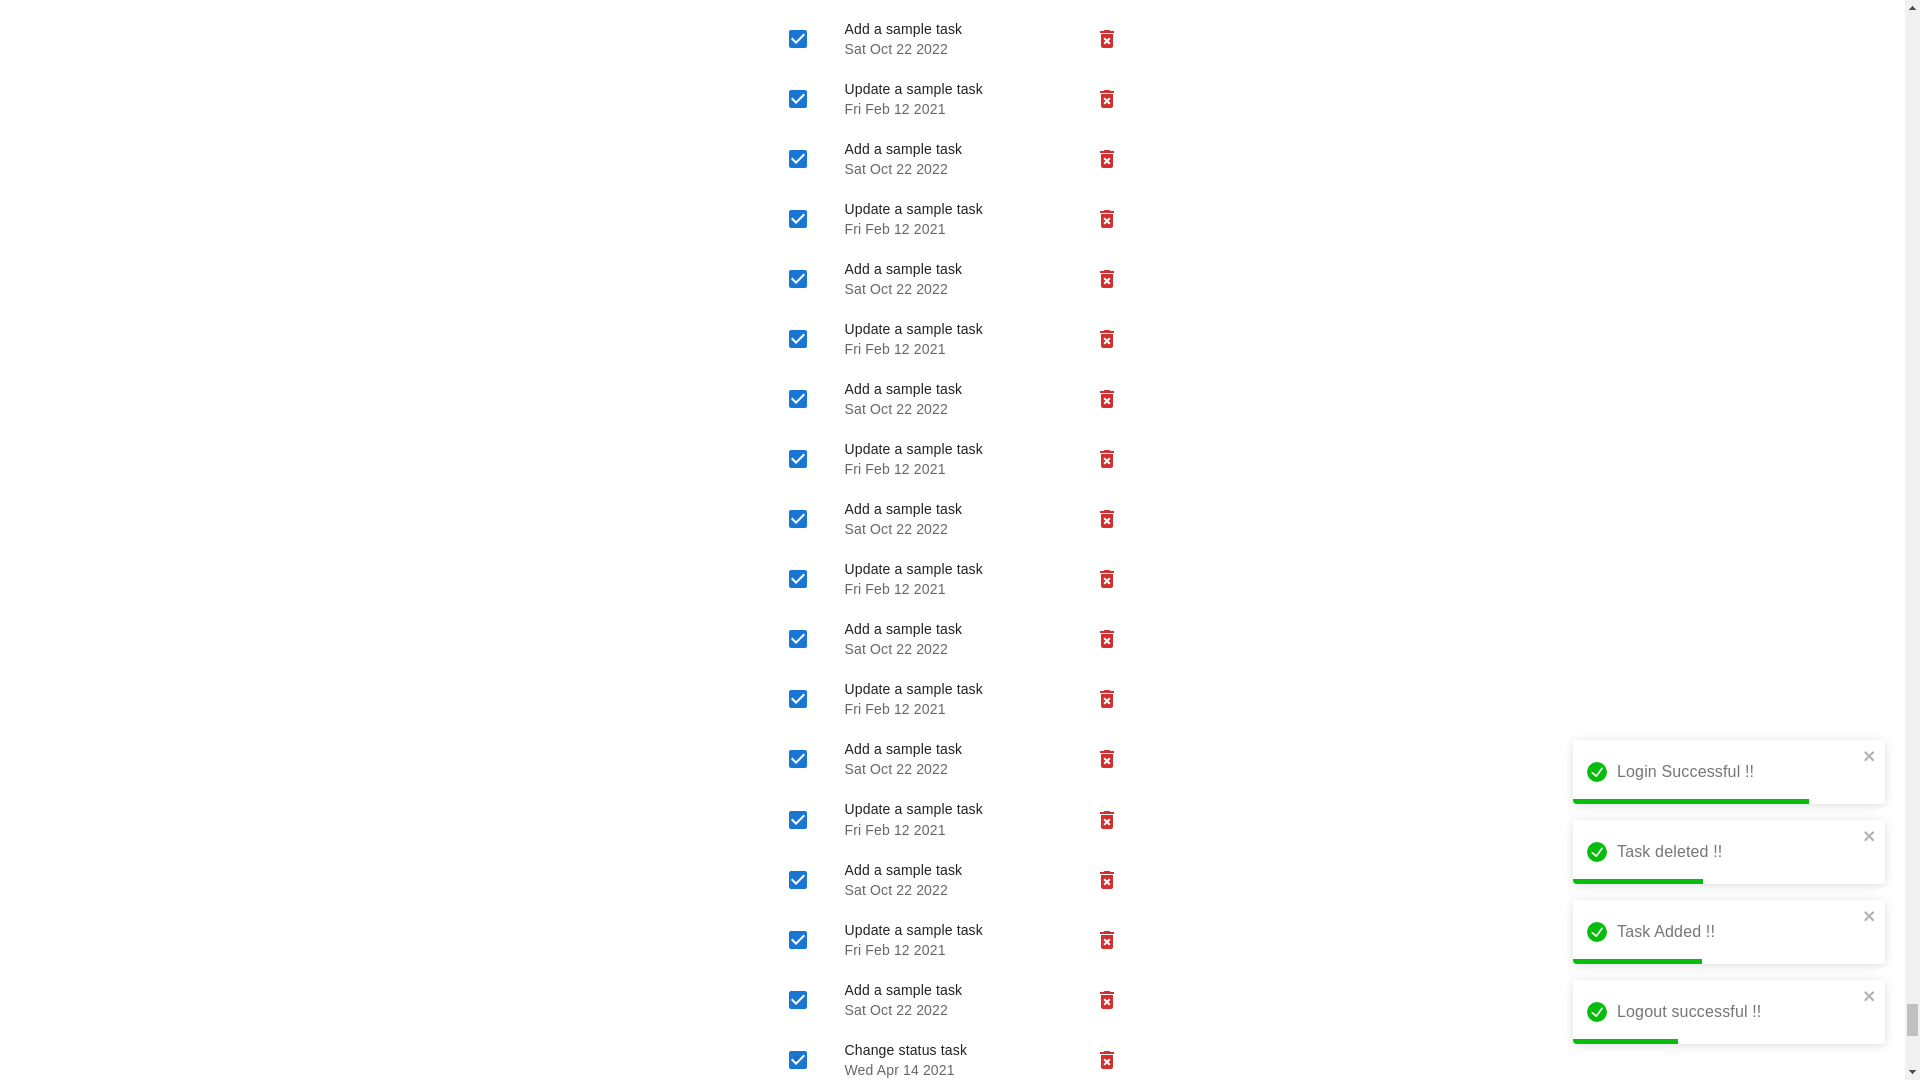 Add a sample task
Sat Oct 22 2022
Update a sample task
Fri Feb 12 2021
Add a sample task
Sat Oct 22 2022
Update a sample task
Fri Feb 12 2021
Add a sample task
Sat Oct 22 2022
Update a sample task
Fri Feb 12 2021
Add a sample task
Sat Oct 22 2022
Update a sample task
Fri Feb 12 2021
Add a sample task
Sat Oct 22 2022
Update a sample task
Fri Feb 12 2021
Add a sample task
Sat Oct 22 2022
Update a sample task
Fri Feb 12 2021
Add a sample task
Sat Oct 22 2022
Update a sample task
Fri Feb 12 2021
Add a sample task
Sat Oct 22 2022
Update a sample task
Fri Feb 12 2021
Add a sample task
Sat Oct 22 2022
Change status task
Wed Apr 14 2021
Login Successful !!
Task deleted !!
Task Added !!
Logout successful !!